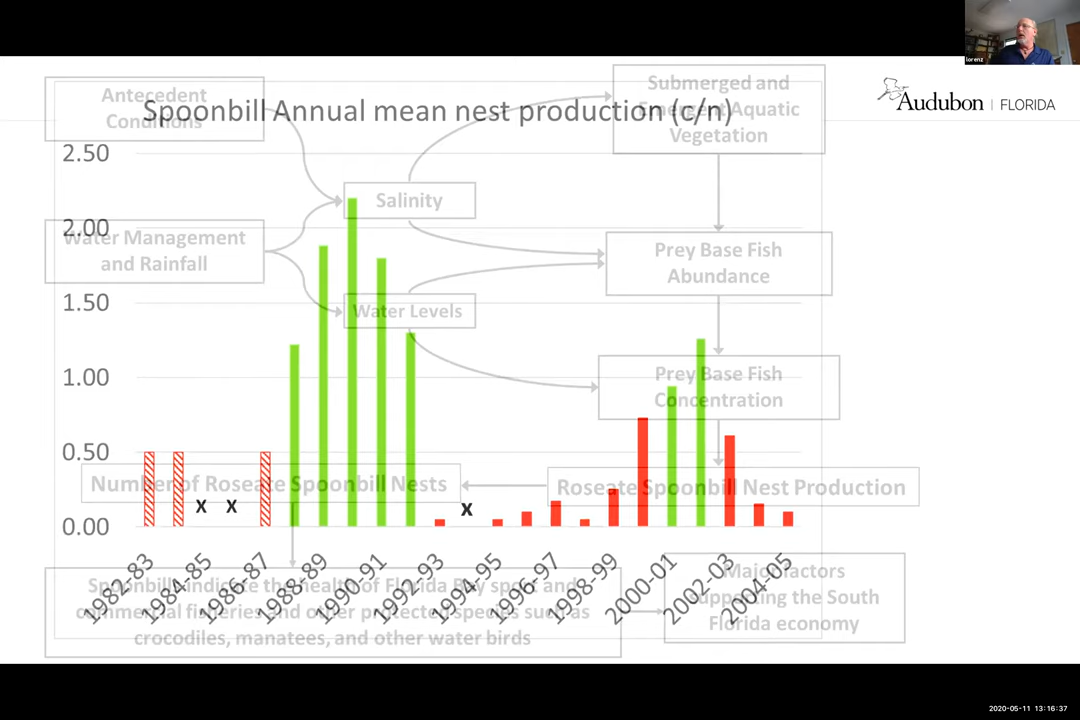 lorenz
Audubon | FLORIDA
Spoonbill Annual mean nest production (c/n)
Antecedent
Conditions
Submerged and
Emergent Aquatic
Vegetation
Salinity
Water Management
and Rainfall
Prey Base Fish
Abundance
Water Levels
Prey Base Fish
Concentration
Number of Roseate Spoonbill Nests
Roseate Spoonbill Nest Production
Spoonbills indicate the health of Florida Bay sport and
commercial fisheries and other protected species such as
crocodiles, manatees, and other water birds
Major factors
supporting the South
Florida economy
2.50
2.00
1.50
1.00
0.50
0.00
x x x
1982-83
1984-85
1986-87
1988-89
1990-91
1992-93
1994-95
1996-97
1998-99
2000-01
2002-03
2004-05
2020-05-11 13:16:37